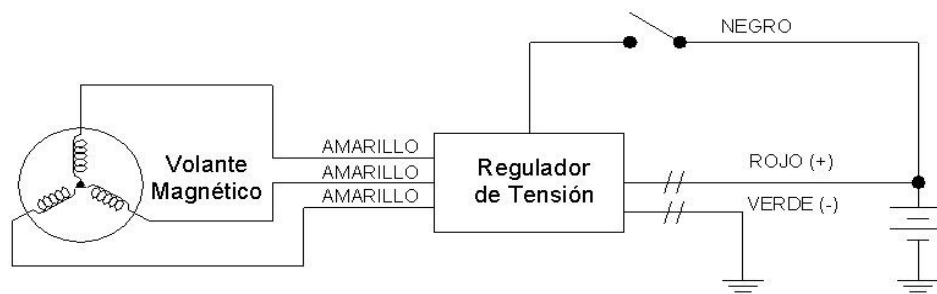 NEGRO
AMARILLO
AMARILLO
AMARILLO
Volante
Magnético
Regulador
de Tensión
ROJO (+)
VERDE (-)